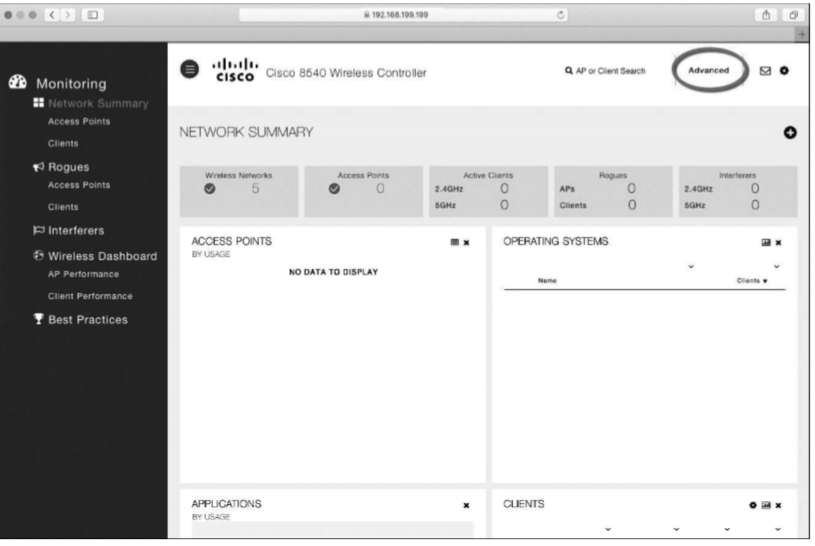 192.168.199.199
Monitoring
Network Summary
Access Points
Clients
Rogues
Access Points
Clients
Interferers
Wireless Dashboard
AP Performance
Client Performance
Best Practices
CISCO Cisco 8540 Wireless Controller
AP or Client Search
Advanced
NETWORK SUMMARY
Wireless Networks
5
Access Points
0
Active Clients
2.4GHz 0
5GHz 0
Rogues
APs 0
Clients 0
Interferers
2.4GHz 0
5GHz 0
ACCESS POINTS
BY USAGE
NO DATA TO DISPLAY
OPERATING SYSTEMS
Name Clients
APPLICATIONS
BY USAGE
CLIENTS